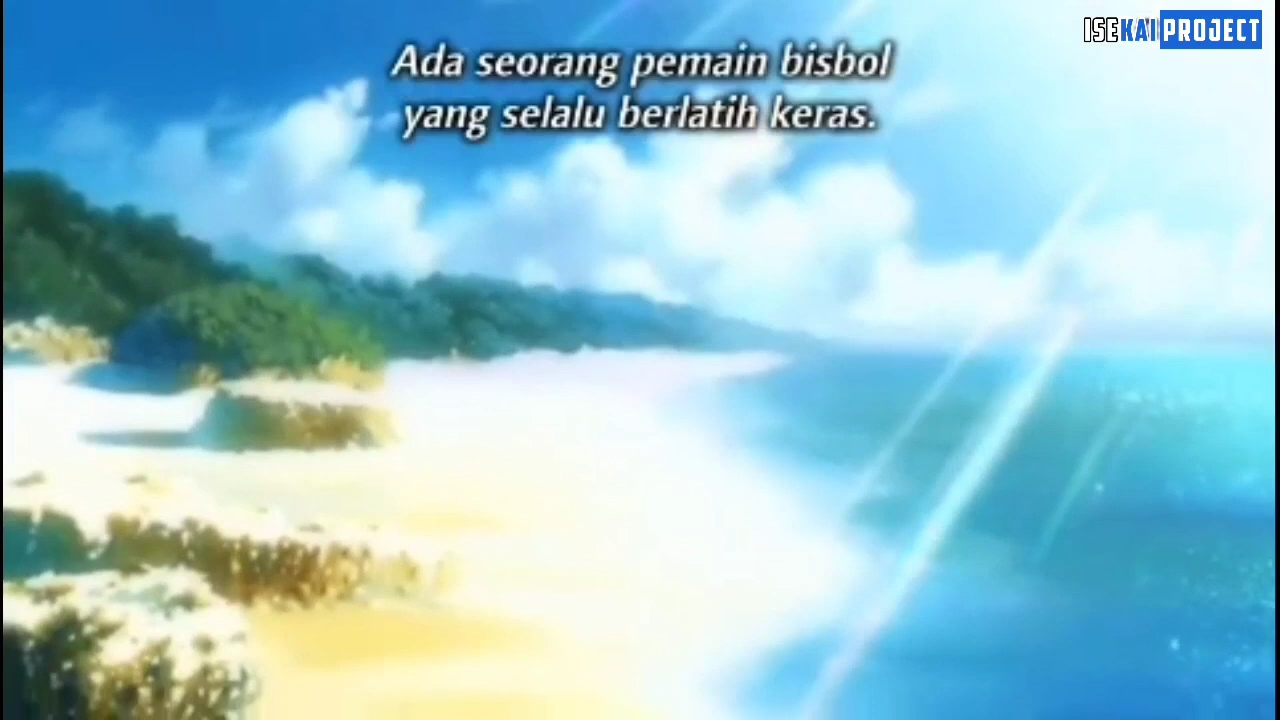 ISEKAI PROJECT
Ada seorang pemain bisbol
yang selalu berlatih keras.